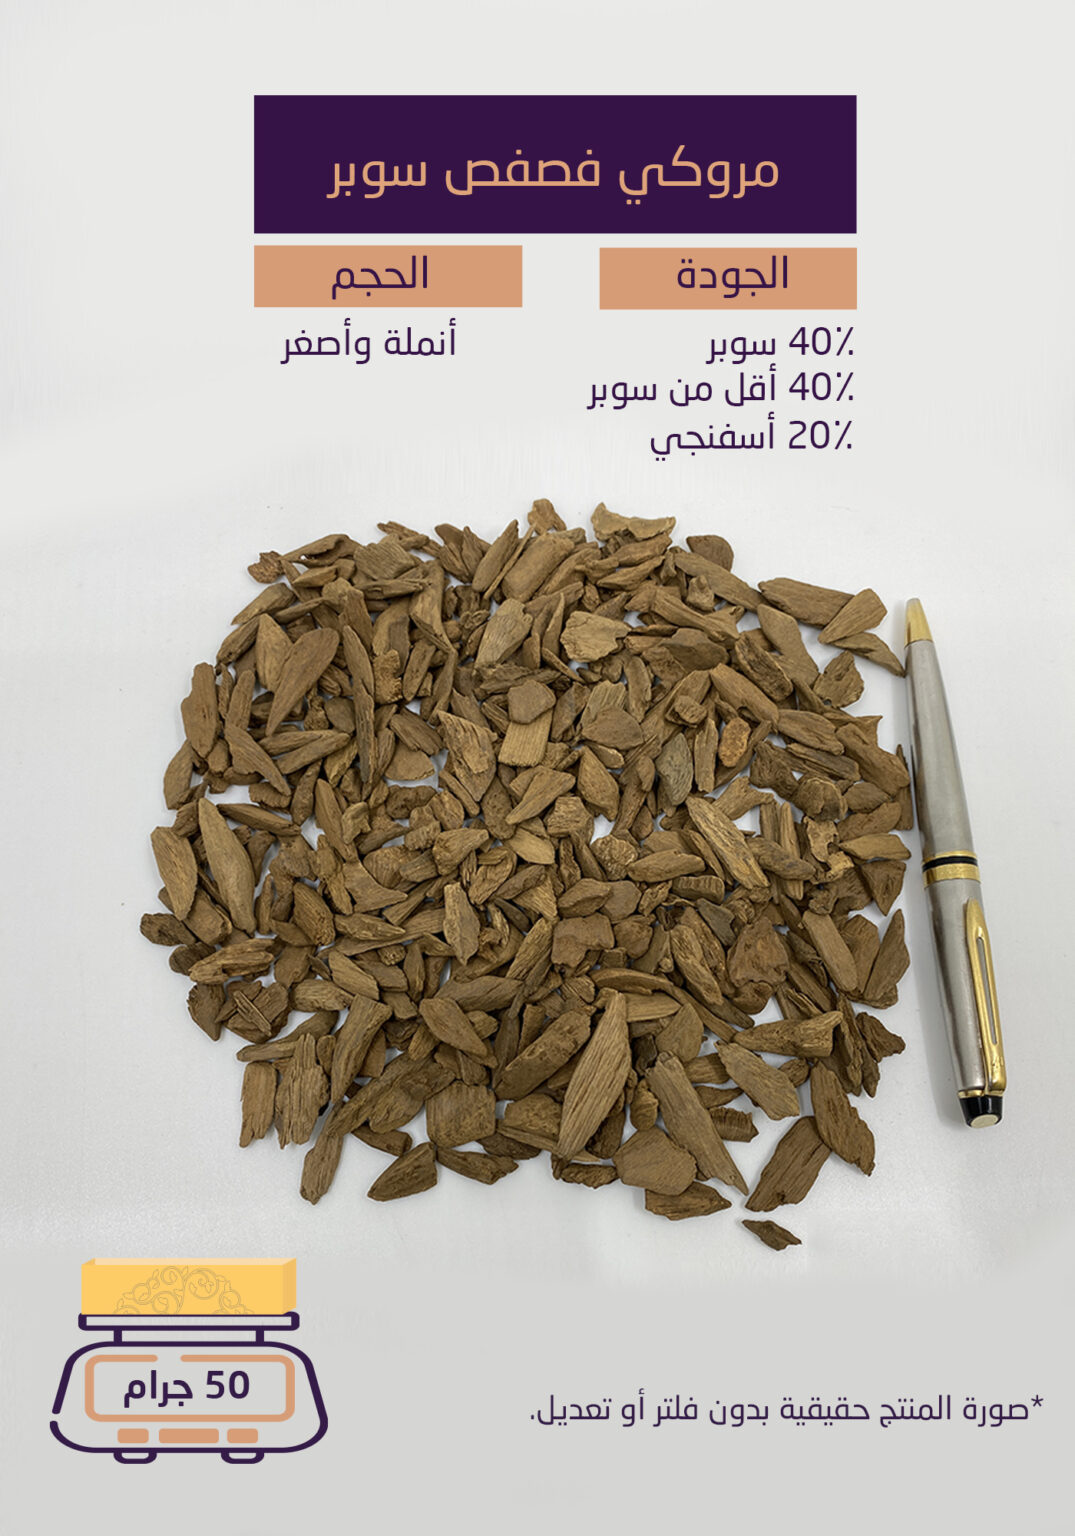 مروكي فصفص سوبر
الجودة
40٪ سوبر
40٪ أقل من سوبر
20٪ أسفنجي
الحجم
أنملة وأصغر
50 جرام
*صورة المنتج حقيقية بدون فلتر أو تعديل.